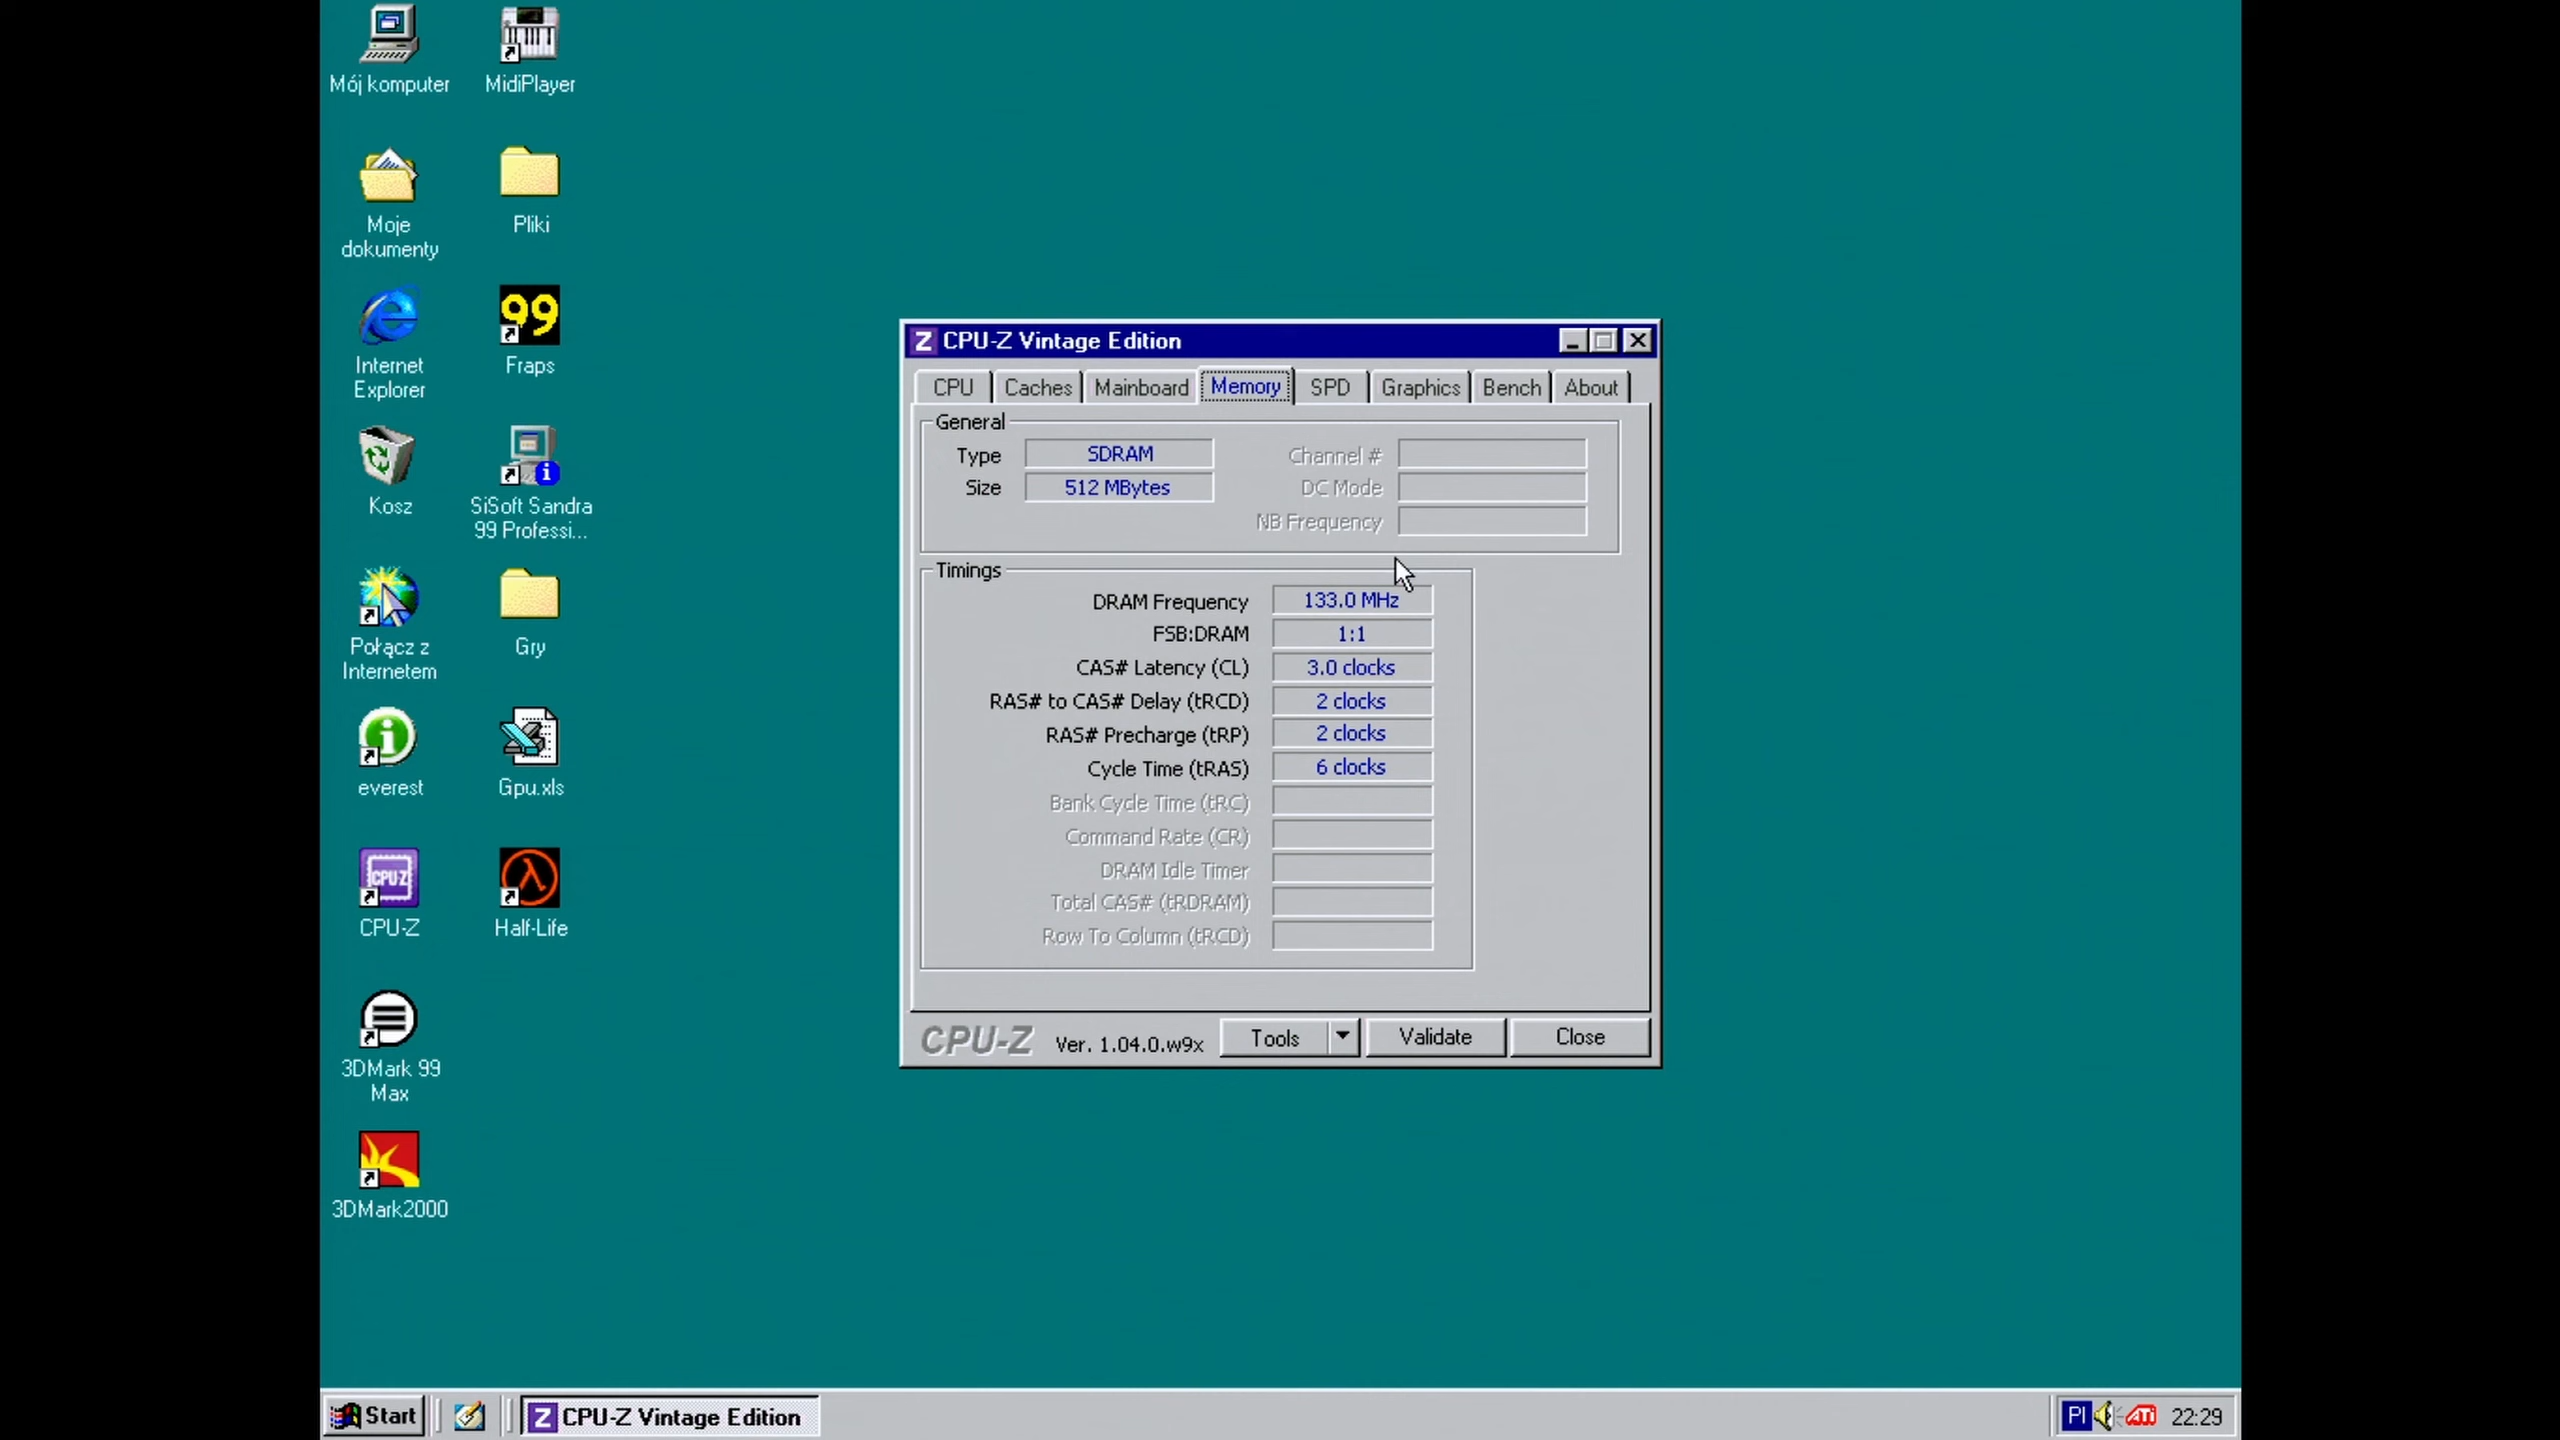 Mój komputer
MidiPlayer
Moje
dokumenty
Pliki
Internet
Explorer
99
Fraps
Kosz
SiSoft Sandra
99 Professi...
Połącz z
Internetem
Gry
everest
Gpu.xls
CPU-Z
CPU-Z
Half-Life
3DMark 99
Max
3DMark2000
Z CPU-Z Vintage Edition
CPU Caches Mainboard Memory SPD Graphics Bench About
General
Type SDRAM Channel #
Size 512 MBytes DC Mode
NB Frequency
Timings
DRAM Frequency 133.0 MHz
FSB:DRAM 1:1
CAS# Latency (CL) 3.0 clocks
RAS# to CAS# Delay (tRCD) 2 clocks
RAS# Precharge (tRP) 2 clocks
Cycle Time (tRAS) 6 clocks
Bank Cycle Time (tRC)
Command Rate (CR)
DRAM Idle Timer
Total CAS# (tRDRAM)
Row To Column (tRCD)
CPU-Z Ver. 1.04.0.w9x Tools Validate Close
Start Z CPU-Z Vintage Edition Pl ATi 22:29